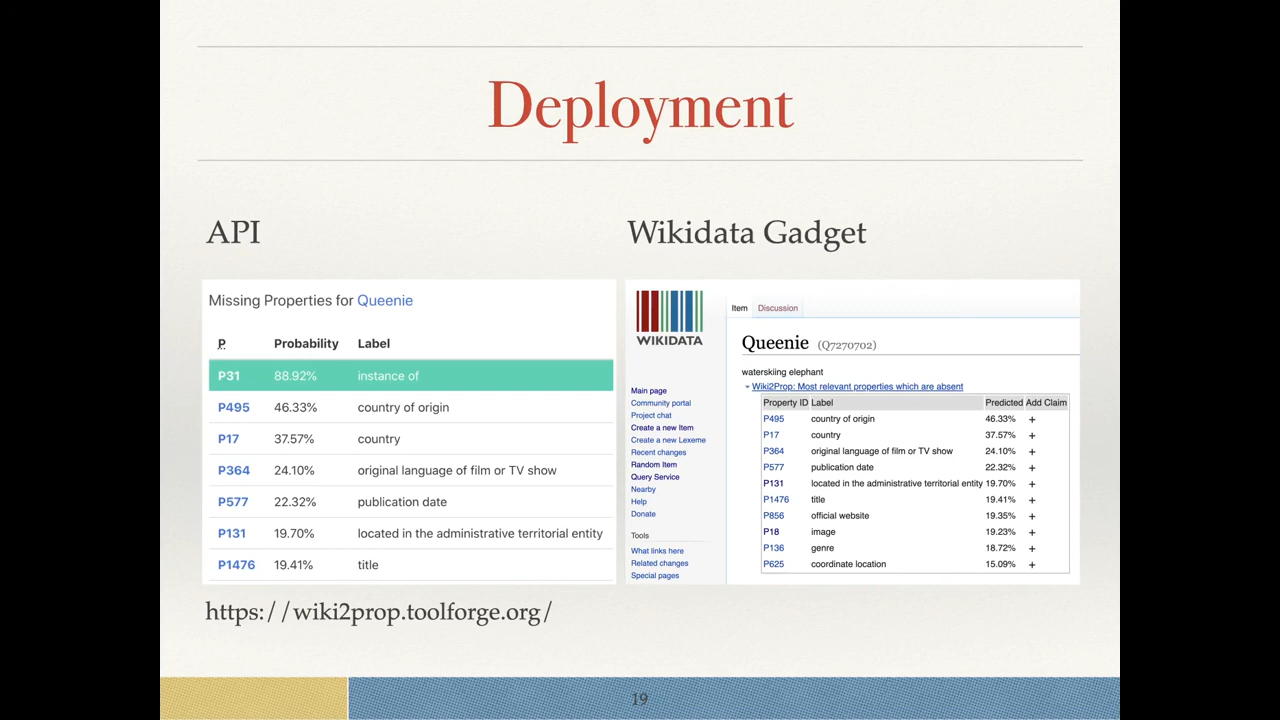 Deployment
API
Missing Properties for Queenie
P Probability Label
P31 88.92% instance of
P495 46.33% country of origin
P17 37.57% country
P364 24.10% original language of film or TV show
P577 22.32% publication date
P131 19.70% located in the administrative territorial entity
P1476 19.41% title
https://wiki2prop.toolforge.org/
Wikidata Gadget
WIKIDATA
Main page
Community portal
Project chat
Create a new Item
Create a new Lexeme
Recent changes
Random Item
Query Service
Nearby
Help
Donate
Tools
What links here
Related changes
Special pages
Item Discussion
Queenie (Q7270702)
waterskiing elephant
Wiki2Prop: Most relevant properties which are absent
Property ID Label Predicted Add Claim
P495 country of origin 46.33% +
P17 country 37.57% +
P364 original language of film or TV show 24.10% +
P577 publication date 22.32% +
P131 located in the administrative territorial entity 19.70% +
P1476 title 19.41% +
P856 official website 19.35% +
P18 image 19.23% +
P136 genre 18.72% +
P625 coordinate location 15.09% +
19